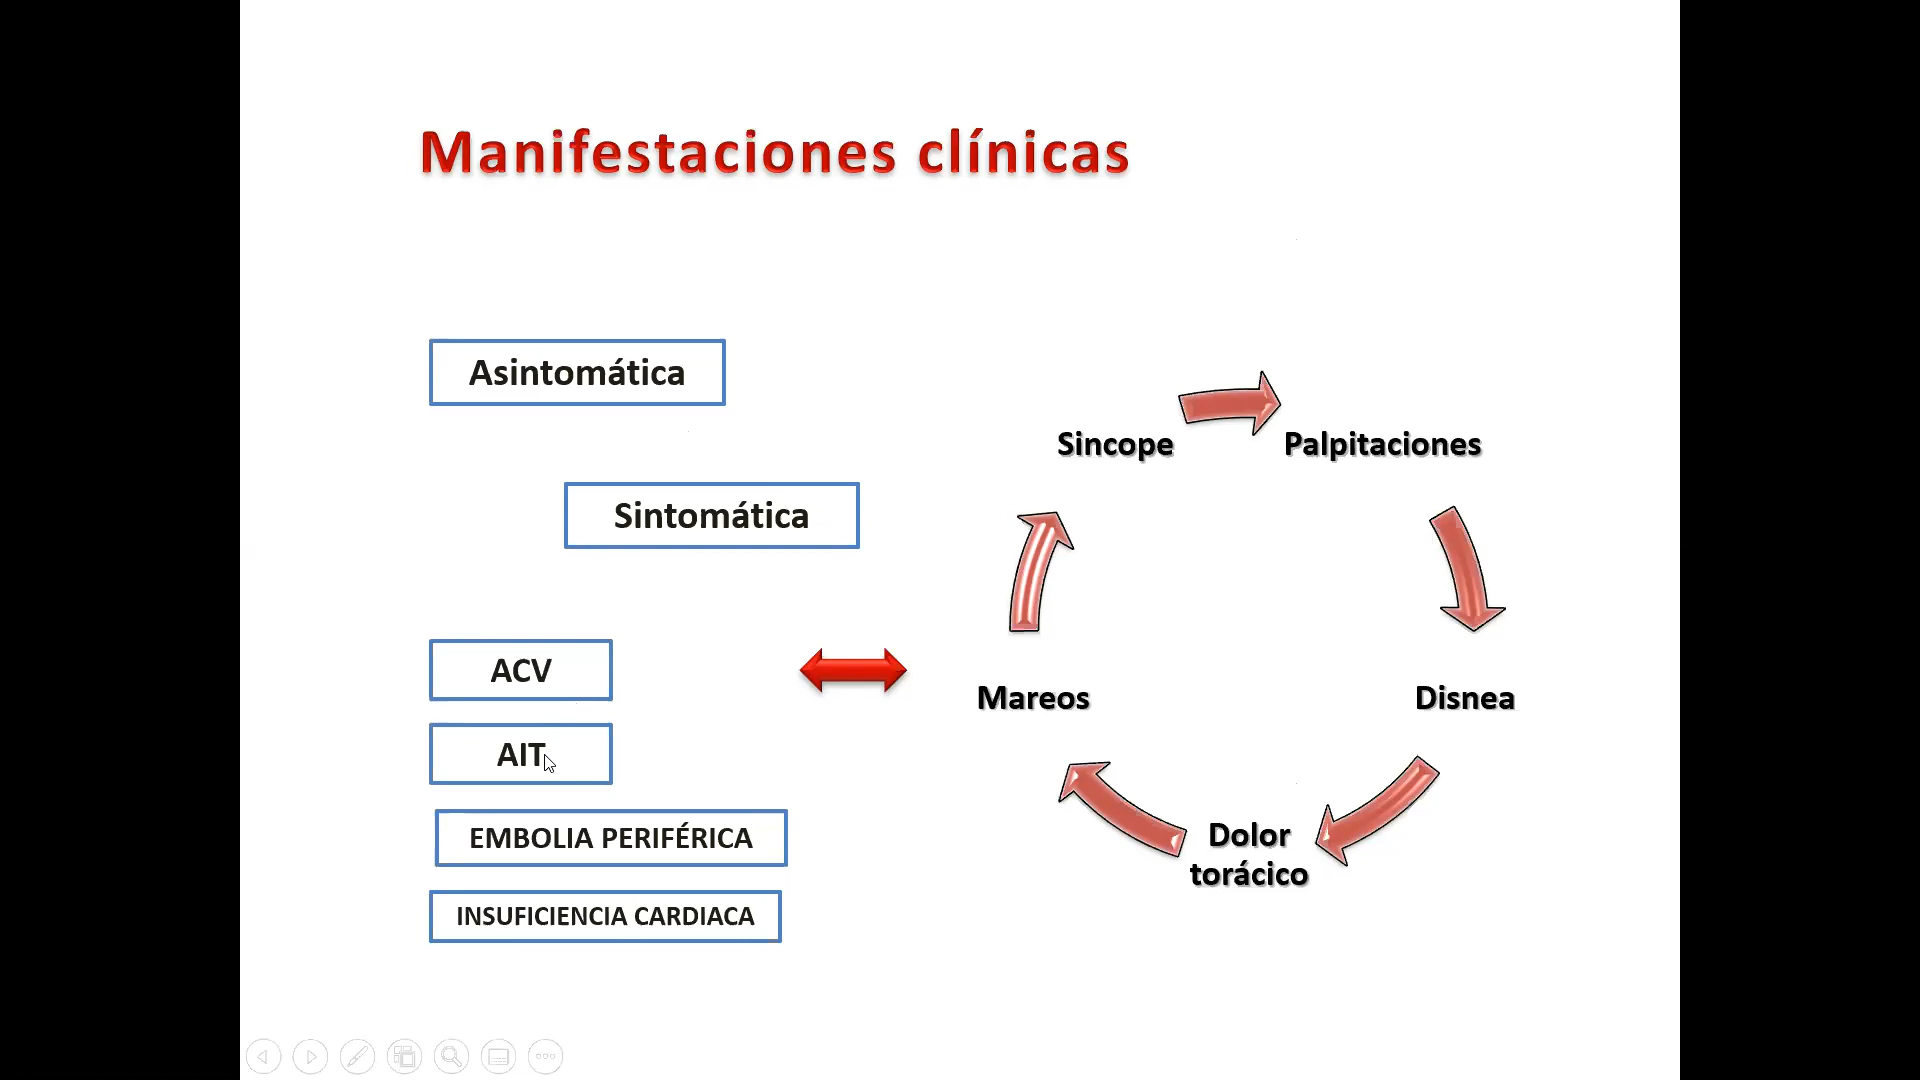 Manifestaciones clínicas
Asintomática
Sintomática
ACV
AIT
EMBOLIA PERIFÉRICA
INSUFICIENCIA CARDIACA
Sincope
Palpitaciones
Mareos
Disnea
Dolor
torácico